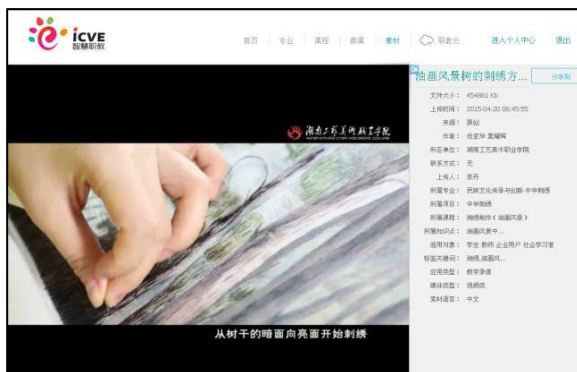 iCVE
智慧职教
首页 专业 课程 微课 素材 职教云 进入个人中心 退出
油画风景树的刺绣方...
分享到
湖南工艺美术职业学院
文件大小： 454881 Kb
上传时间： 2015-04-20 06:45:55
来源： 原创
作者：
所在单位： 湖南工艺美术职业学院
联系方式： 无
上传人： 李丹
所属专业： 民族文化传承与创新-中华刺绣
所属项目： 中华刺绣
所属课程： 湘绣制作（油画风景）
所属知识点： 油画风景中...
适用对象： 学生 教师 企业用户 社会学习者
标签关键词： 湘绣,油画风...
应用类型： 教学录像
媒体类型： 视频类
素材语言： 中文
从树干的暗面向亮面开始刺绣